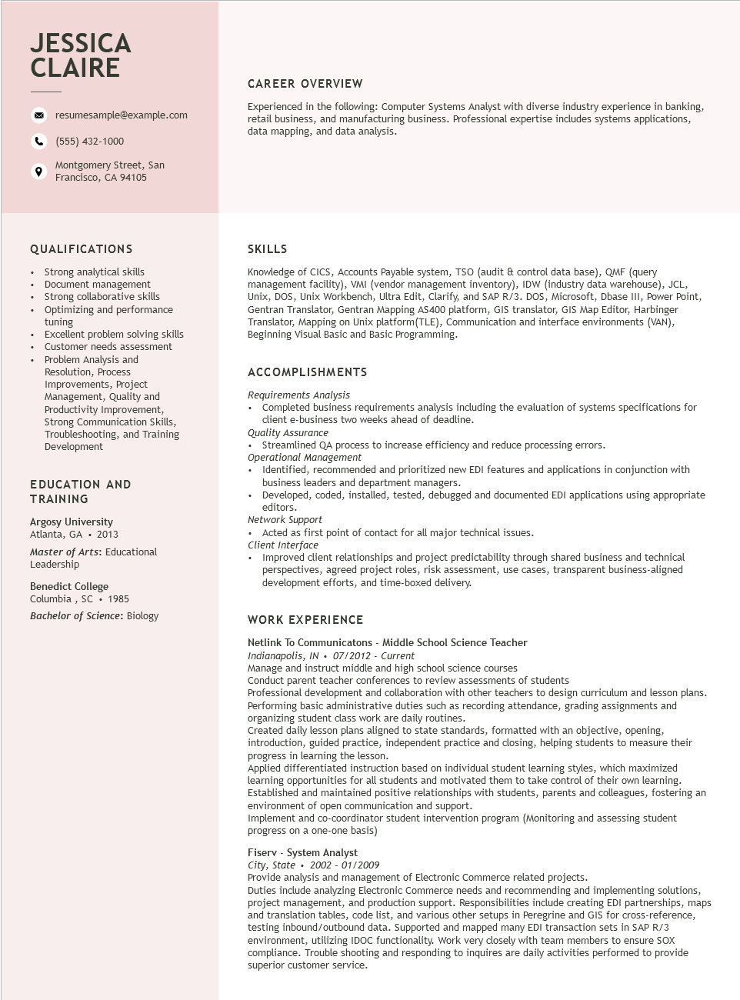 JESSICA
CLAIRE
resumesample@example.com
(555) 432-1000
Montgomery Street, San
Francisco, CA 94105
CAREER OVERVIEW
Experienced in the following: Computer Systems Analyst with diverse industry experience in banking,
retail business, and manufacturing business. Professional expertise includes systems applications,
data mapping, and data analysis.
QUALIFICATIONS
• Strong analytical skills
• Document management
• Strong collaborative skills
• Optimizing and performance
tuning
• Excellent problem solving skills
• Customer needs assessment
• Problem Analysis and
Resolution, Process
Improvements, Project
Management, Quality and
Productivity Improvement,
Strong Communication Skills,
Troubleshooting, and Training
Development
EDUCATION AND
TRAINING
Argosy University
Atlanta, GA • 2013
Master of Arts: Educational
Leadership
Benedict College
Columbia , SC • 1985
Bachelor of Science: Biology
SKILLS
Knowledge of CICS, Accounts Payable system, TSO (audit & control data base), QMF (query
management facility), VMI (vendor management inventory), IDW (industry data warehouse), JCL,
Unix, DOS, Unix Workbench, Ultra Edit, Clarify, and SAP R/3. DOS, Microsoft, Dbase III, Power Point,
Gentran Translator, Gentran Mapping AS400 platform, GIS translator, GIS Map Editor, Harbinger
Translator, Mapping on Unix platform(TLE), Communication and interface environments (VAN),
Beginning Visual Basic and Basic Programming.
ACCOMPLISHMENTS
Requirements Analysis
• Completed business requirements analysis including the evaluation of systems specifications for
client e-business two weeks ahead of deadline.
Quality Assurance
• Streamlined QA process to increase efficiency and reduce processing errors.
Operational Management
• Identified, recommended and prioritized new EDI features and applications in conjunction with
business leaders and department managers.
• Developed, coded, installed, tested, debugged and documented EDI applications using appropriate
editors.
Network Support
• Acted as first point of contact for all major technical issues.
Client Interface
• Improved client relationships and project predictability through shared business and technical
perspectives, agreed project roles, risk assessment, use cases, transparent business-aligned
development efforts, and time-boxed delivery.
WORK EXPERIENCE
Netlink To Communicatons - Middle School Science Teacher
Indianapolis, IN • 07/2012 - Current
Manage and instruct middle and high school science courses
Conduct parent teacher conferences to review assessments of students
Professional development and collaboration with other teachers to design curriculum and lesson plans.
Performing basic administrative duties such as recording attendance, grading assignments and
organizing student class work are daily routines.
Created daily lesson plans aligned to state standards, formatted with an objective, opening,
introduction, guided practice, independent practice and closing, helping students to measure their
progress in learning the lesson.
Applied differentiated instruction based on individual student learning styles, which maximized
learning opportunities for all students and motivated them to take control of their own learning.
Established and maintained positive relationships with students, parents and colleagues, fostering an
environment of open communication and support.
Implement and co-coordinator student intervention program (Monitoring and assessing student
progress on a one-one basis)
Fiserv - System Analyst
City, State • 2002 - 01/2009
Provide analysis and management of Electronic Commerce related projects.
Duties include analyzing Electronic Commerce needs and recommending and implementing solutions,
project management, and production support. Responsibilities include creating EDI partnerships, maps
and translation tables, code list, and various other setups in Peregrine and GIS for cross-reference,
testing inbound/outbound data. Supported and mapped many EDI transaction sets in SAP R/3
environment, utilizing IDOC functionality. Work very closely with team members to ensure SOX
compliance. Trouble shooting and responding to inquires are daily activities performed to provide
superior customer service.